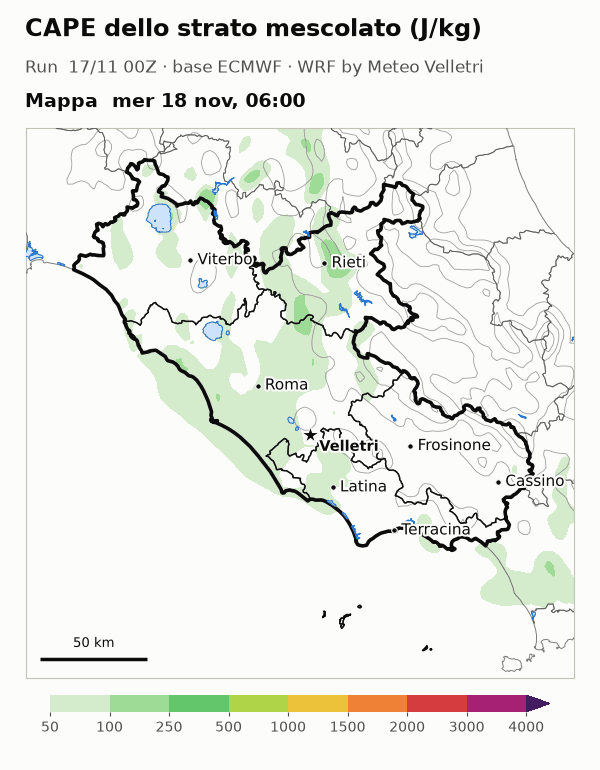 CAPE dello strato mescolato (J/kg)
Run  17/11 00Z · base ECMWF · WRF by Meteo Velletri
Mappa  mer 18 nov, 06:00
Viterbo
Rieti
Roma
Velletri
Frosinone
Latina
Cassino
Terracina
50 km
50 100 250 500 1000 1500 2000 3000 4000